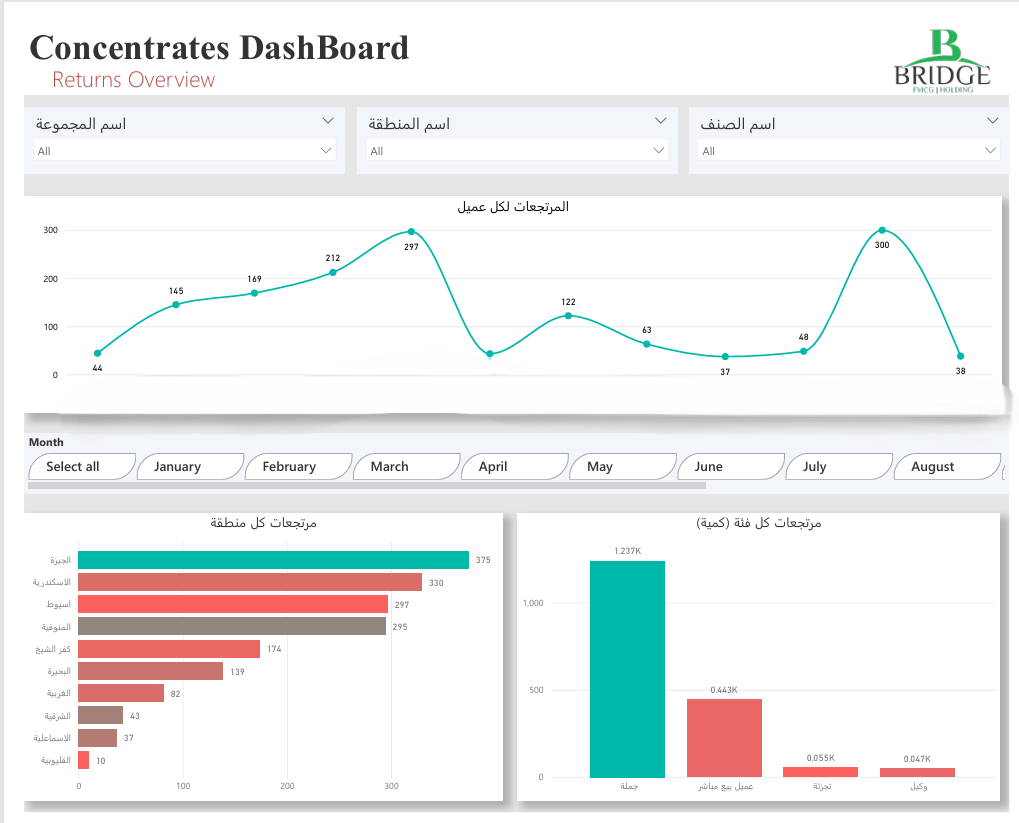 Concentrates DashBoard
Returns Overview
B
BRIDGE
FMCG | HOLDING
اسم المجموعة
All
اسم المنطقة
All
اسم الصنف
All
المرتجعات لكل عميل
300
200
100
0
44
145
169
212
297
122
63
37
48
300
38
Month
Select all
January
February
March
April
May
June
July
August
مرتجعات كل منطقة
الجيزة 375
الاسكندرية 330
اسيوط 297
المنوفية 295
كفر الشيخ 174
البحيرة 139
الغربية 82
الشرقية 43
الاسماعلية 37
القليوبية 10
0 100 200 300
مرتجعات كل فئة (كمية)
1,000
500
0
1.237K
0.443K
0.055K
0.047K
جملة
عميل بيع مباشر
تجزئة
وكيل